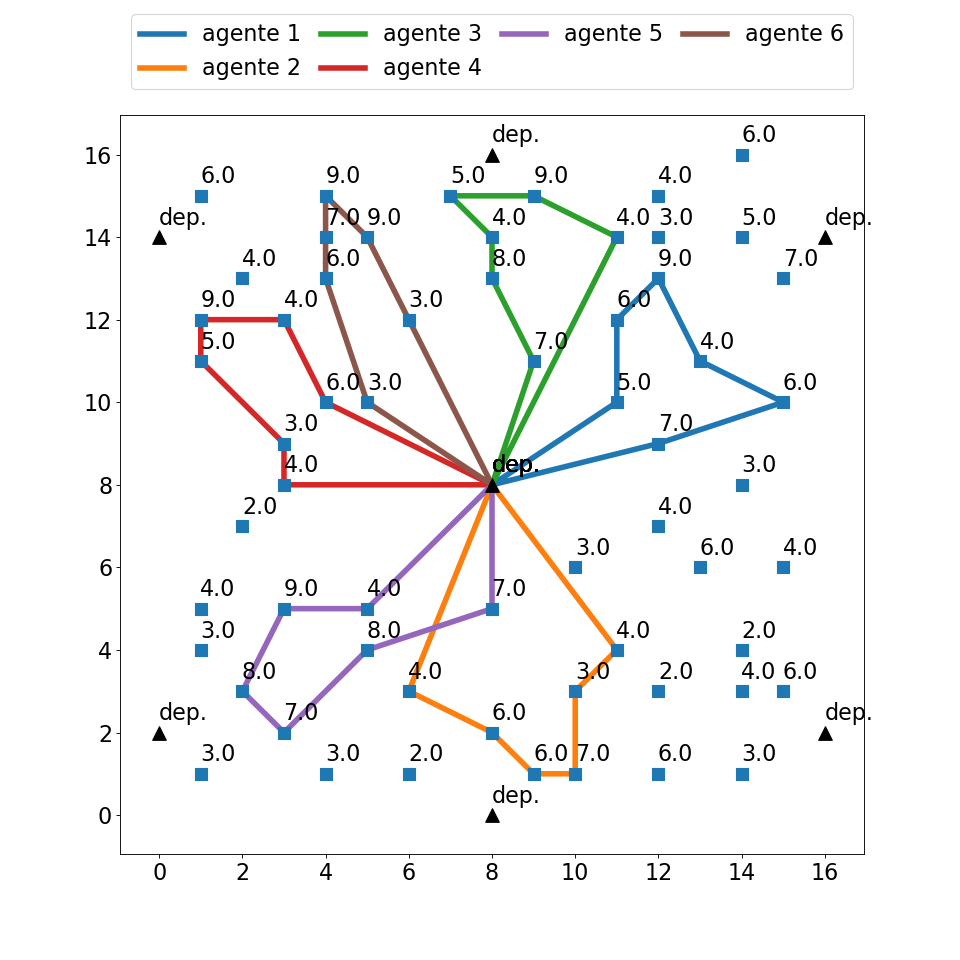 agente 1 agente 3 agente 5 agente 6
agente 2 agente 4
16
14
12
10
8
6
4
2
0
dep. 6.0
6.0 9.0 5.0 9.0 4.0
dep. 7.0 9.0 4.0 4.0 3.0 5.0 dep.
4.0 6.0 8.0 9.0 7.0
9.0 4.0 3.0 6.0
5.0 7.0 4.0
6.0 3.0 5.0 6.0
3.0 7.0
4.0 dep. dep. 3.0
2.0 4.0
3.0 6.0 4.0
4.0 9.0 4.0 7.0
3.0 8.0 4.0 2.0
8.0 4.0 3.0 2.0 4.0 6.0
dep. 7.0 6.0 dep.
3.0 3.0 2.0 6.0 7.0 6.0 3.0
dep.
0 2 4 6 8 10 12 14 16